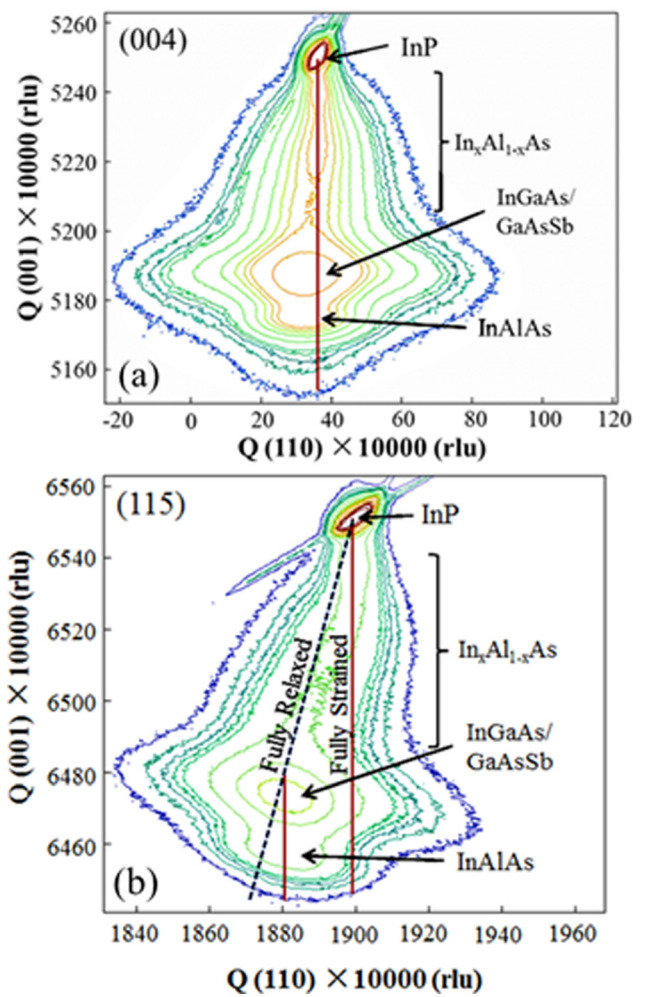 (004)
InP
InₓAl₁₋ₓAs
InGaAs/
GaAsSb
InAlAs
(a)
Q (001) ×10000 (rlu)
5260
5240
5220
5200
5180
5160
-20 0 20 40 60 80 100 120
Q (110) ×10000 (rlu)
(115)
InP
InₓAl₁₋ₓAs
Fully Relaxed
Fully Strained
InGaAs/
GaAsSb
InAlAs
(b)
Q (001) ×10000 (rlu)
6560
6540
6520
6500
6480
6460
1840 1860 1880 1900 1920 1940 1960
Q (110) ×10000 (rlu)